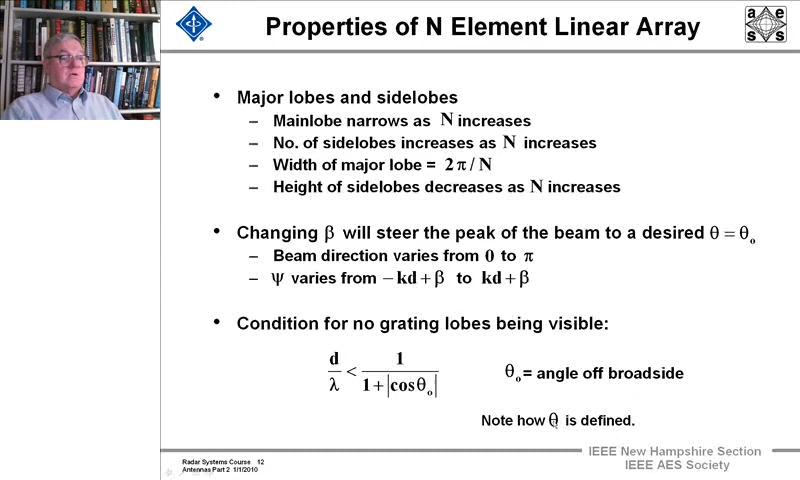 Properties of N Element Linear Array
a e
s s
• Major lobes and sidelobes
– Mainlobe narrows as N increases
– No. of sidelobes increases as N increases
– Width of major lobe = 2 π / N
– Height of sidelobes decreases as N increases
• Changing β will steer the peak of the beam to a desired θ = θo
– Beam direction varies from 0 to π
– ψ varies from − kd + β to kd + β
• Condition for no grating lobes being visible:
d/λ < 1/(1 + |cos θo|)
θo = angle off broadside
Note how θ is defined.
Radar Systems Course 12
Antennas Part 2 1/1/2010
IEEE New Hampshire Section
IEEE AES Society